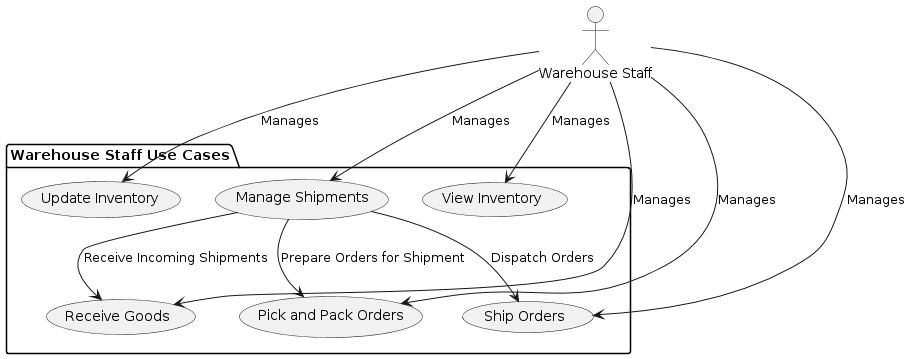 Warehouse Staff
Manages
Manages
Manages
Warehouse Staff Use Cases
Update Inventory
Manage Shipments
View Inventory
Manages
Manages
Manages
Receive Incoming Shipments
Prepare Orders for Shipment
Dispatch Orders
Receive Goods
Pick and Pack Orders
Ship Orders